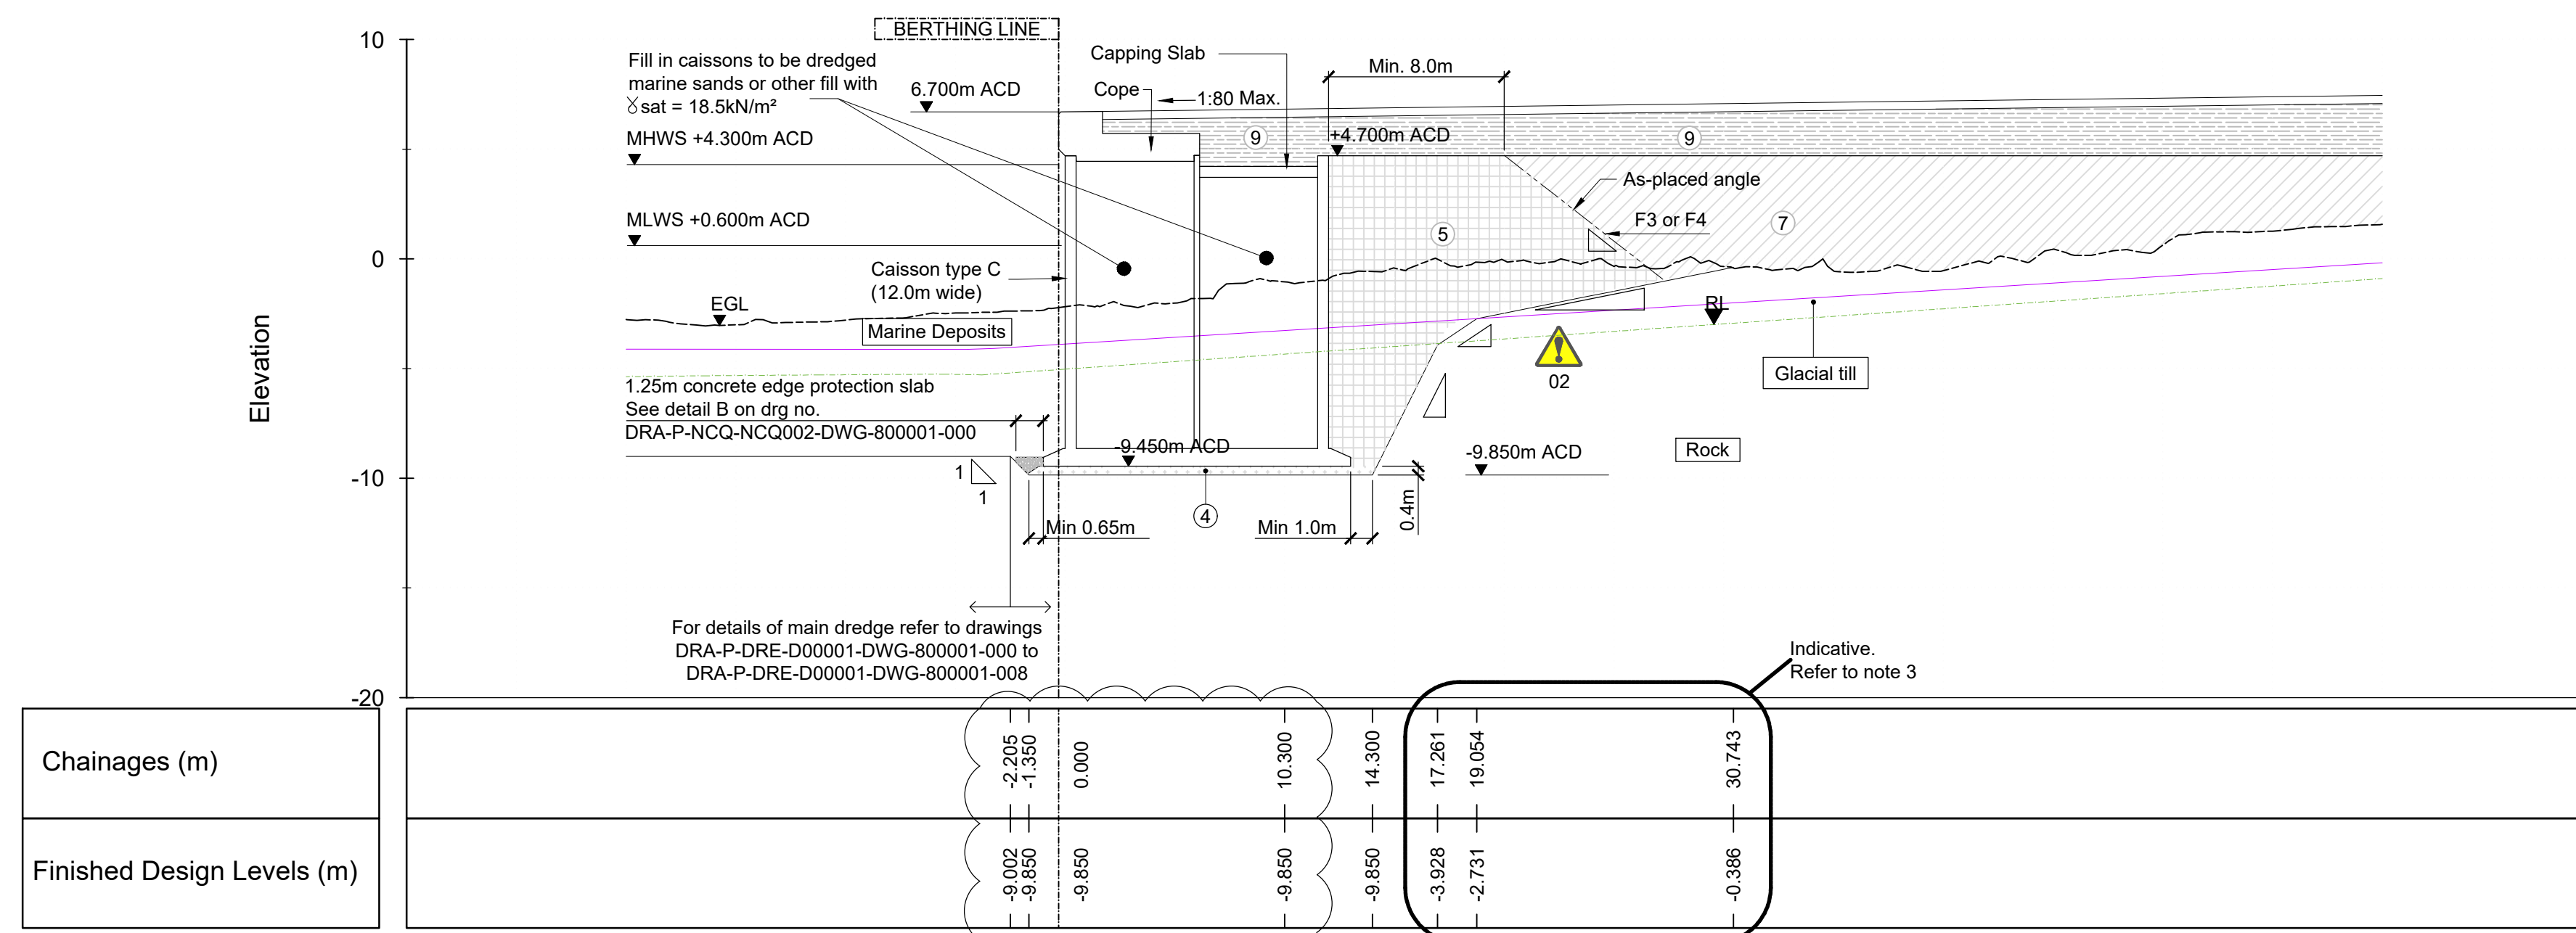 BERTHING LINE
10
Fill in caissons to be dredged
marine sands or other fill with
ɣsat = 18.5kN/m²
6.700m ACD
Capping Slab
Cope
1:80 Max.
Min. 8.0m
MHWS +4.300m ACD
9
+4.700m ACD
9
As-placed angle
MLWS +0.600m ACD
F3 or F4
5
7
0
Caisson type C
(12.0m wide)
EGL
RL
Marine Deposits
Elevation
02
Glacial till
1.25m concrete edge protection slab
See detail B on drg no.
DRA-P-NCQ-NCQ002-DWG-800001-000
-9.450m ACD
-9.850m ACD
Rock
-10
1
1
4
0.4m
Min 0.65m
Min 1.0m
For details of main dredge refer to drawings
DRA-P-DRE-D00001-DWG-800001-000 to
DRA-P-DRE-D00001-DWG-800001-008
Indicative.
Refer to note 3
-20
Chainages (m)
-2.205
-1.350
0.000
10.300
14.300
17.261
19.054
30.743
Finished Design Levels (m)
-9.002
-9.850
-9.850
-9.850
-9.850
-3.928
-2.731
-0.386